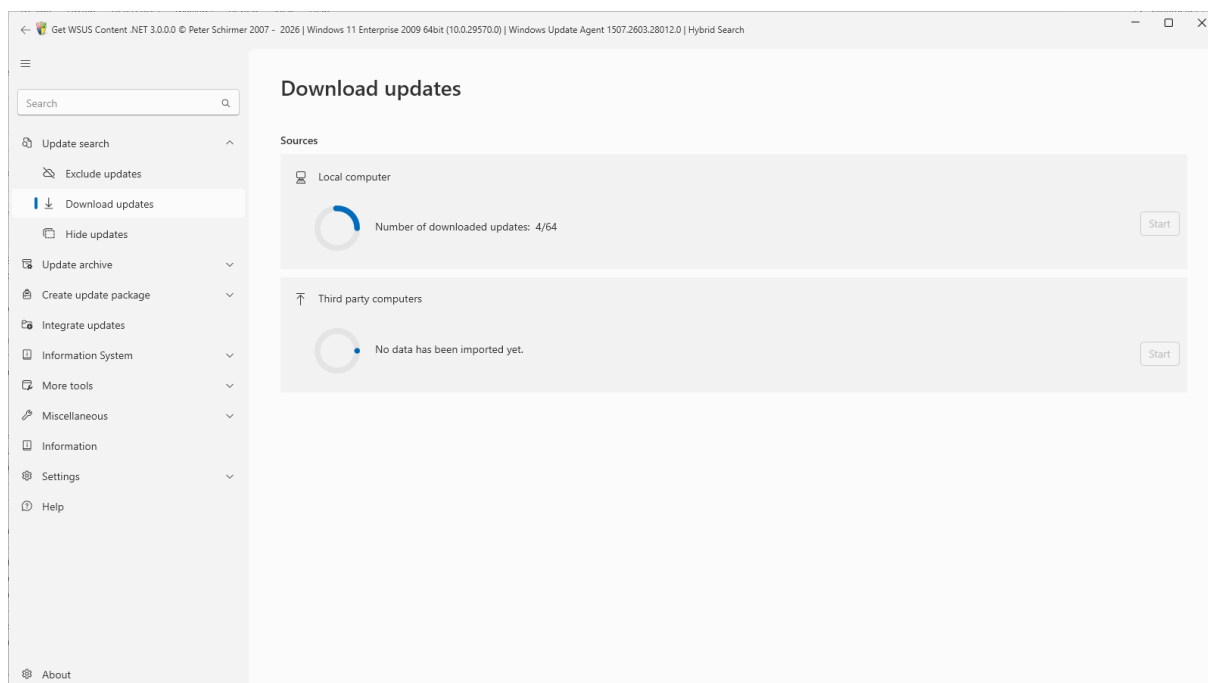 Get WSUS Content .NET 3.0.0.0 © Peter Schirmer 2007 - 2026 | Windows 11 Enterprise 2009 64bit (10.0.29570.0) | Windows Update Agent 1507.2603.28012.0 | Hybrid Search
Search
Update search
Exclude updates
Download updates
Hide updates
Update archive
Create update package
Integrate updates
Information System
More tools
Miscellaneous
Information
Settings
Help
About
Download updates
Sources
Local computer
Number of downloaded updates: 4/64
Start
Third party computers
No data has been imported yet.
Start